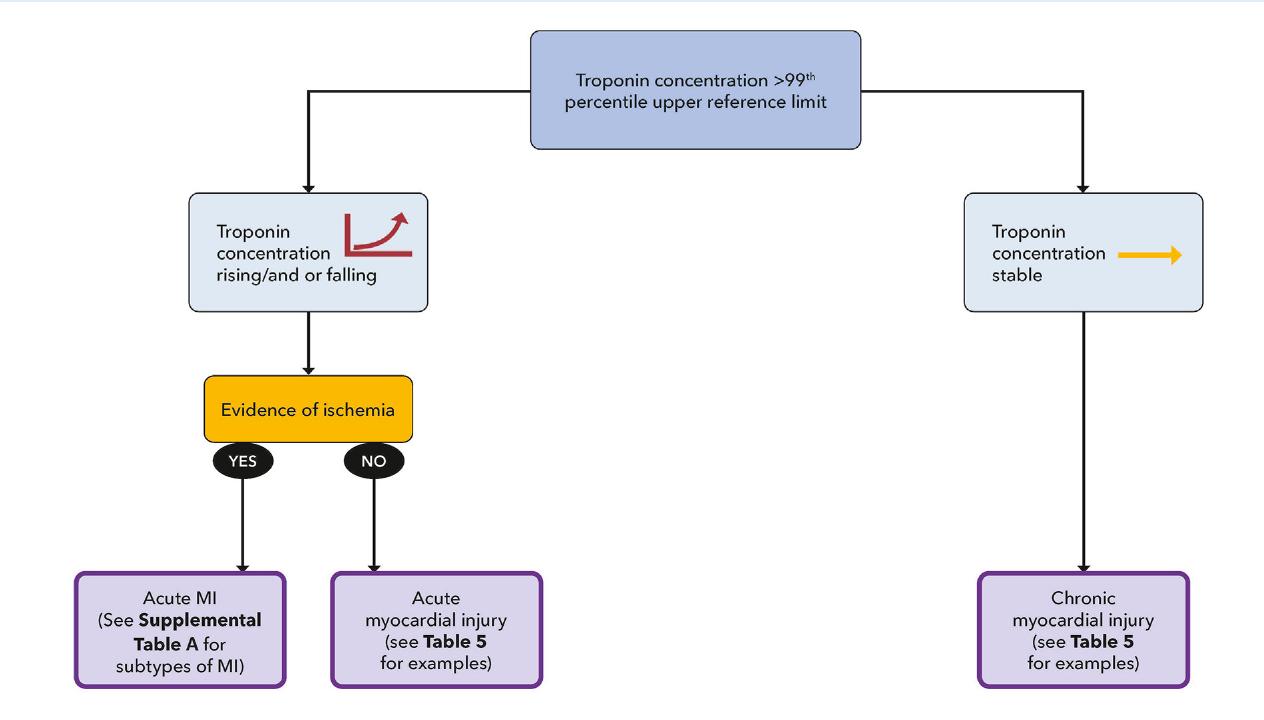 Troponin concentration >99th
percentile upper reference limit
Troponin
concentration
rising/and or falling
Troponin
concentration
stable
Evidence of ischemia
YES
NO
Acute MI
(See Supplemental
Table A for
subtypes of MI)
Acute
myocardial injury
(see Table 5
for examples)
Chronic
myocardial injury
(see Table 5
for examples)